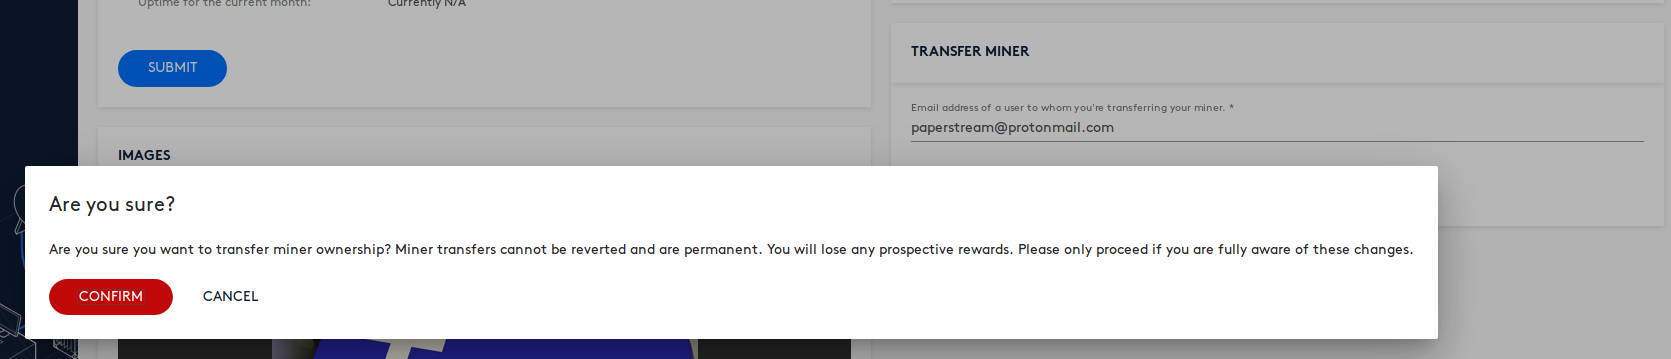 Uptime for the current month: Currently N/A
SUBMIT
IMAGES
TRANSFER MINER
Email address of a user to whom you're transferring your miner. *
paperstream@protonmail.com
Are you sure?
Are you sure you want to transfer miner ownership? Miner transfers cannot be reverted and are permanent. You will lose any prospective rewards. Please only proceed if you are fully aware of these changes.
CONFIRM CANCEL